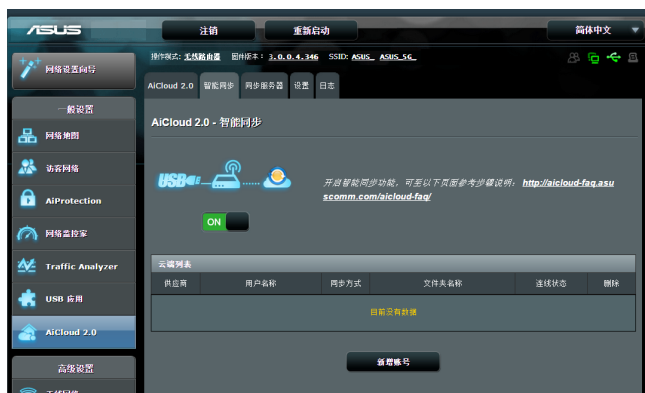 ASUS
注销
重新启动
简体中文
操作模式: 无线路由器 固件版本: 3.0.0.4.346 SSID: ASUS_ ASUS_5G_
网络设置向导
AiCloud 2.0
智能同步
同步服务器
设置
日志
一般设置
网络地图
访客网络
AiProtection
网络监控家
Traffic Analyzer
USB 应用
AiCloud 2.0
高级设置
AiCloud 2.0 - 智能同步
USB
开启智能同步功能，可至以下页面参考步骤说明: http://aicloud-faq.asu
scomm.com/aicloud-faq/
ON
云端列表
供应商
用户名称
同步方式
文件夹名称
连线状态
删除
目前没有数据
新增账号